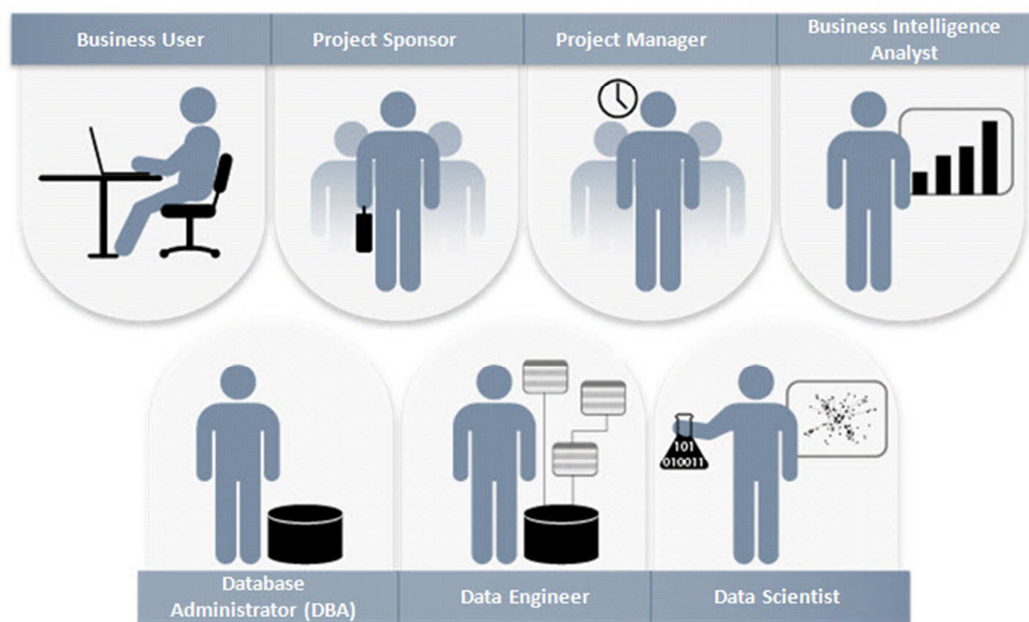 Business User
Project Sponsor
Project Manager
Business Intelligence
Analyst
101
010011
Database
Administrator (DBA)
Data Engineer
Data Scientist